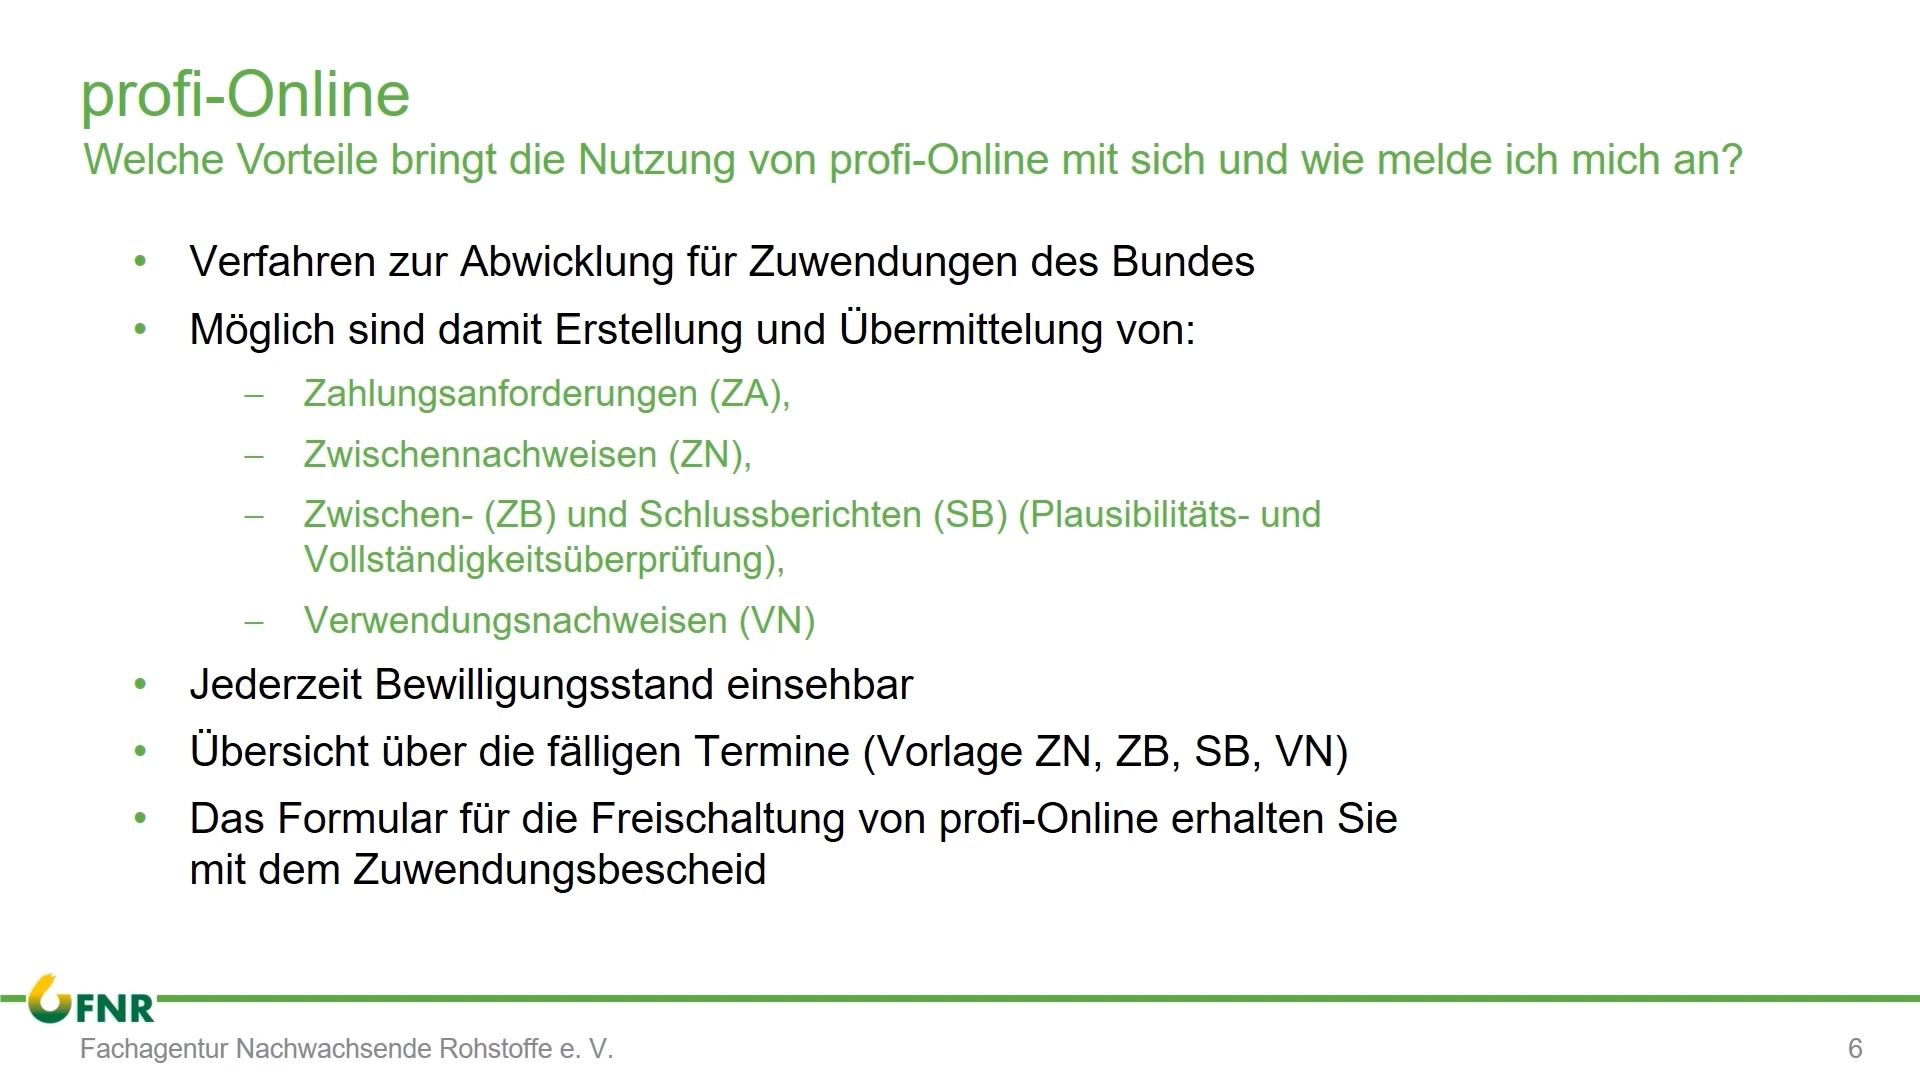 profi-Online
Welche Vorteile bringt die Nutzung von profi-Online mit sich und wie melde ich mich an?
• Verfahren zur Abwicklung für Zuwendungen des Bundes
• Möglich sind damit Erstellung und Übermittelung von:
– Zahlungsanforderungen (ZA),
– Zwischennachweisen (ZN),
– Zwischen- (ZB) und Schlussberichten (SB) (Plausibilitäts- und
Vollständigkeitsüberprüfung),
– Verwendungsnachweisen (VN)
• Jederzeit Bewilligungsstand einsehbar
• Übersicht über die fälligen Termine (Vorlage ZN, ZB, SB, VN)
• Das Formular für die Freischaltung von profi-Online erhalten Sie
mit dem Zuwendungsbescheid
FNR
Fachagentur Nachwachsende Rohstoffe e. V.
6